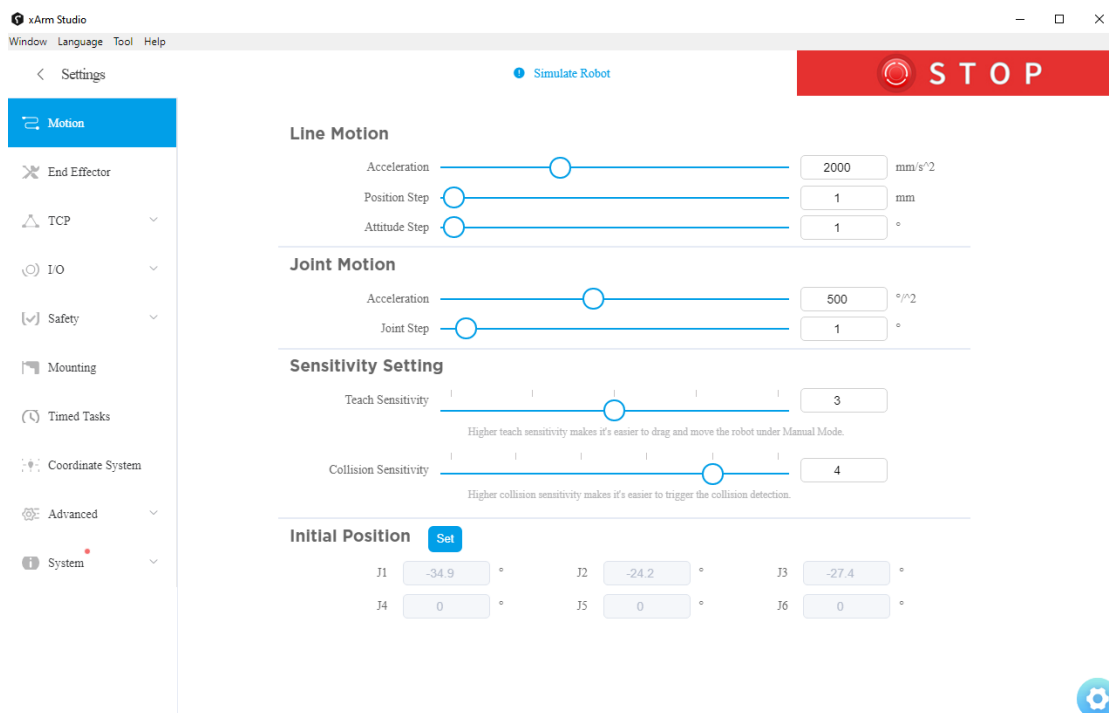 xArm Studio
Window Language Tool Help
Settings
Simulate Robot
STOP
Motion
End Effector
TCP
I/O
Safety
Mounting
Timed Tasks
Coordinate System
Advanced
System
Line Motion
Acceleration 2000 mm/s^2
Position Step 1 mm
Attitude Step 1 °
Joint Motion
Acceleration 500 °/^2
Joint Step 1 °
Sensitivity Setting
Teach Sensitivity 3
Higher teach sensitivity makes it's easier to drag and move the robot under Manual Mode.
Collision Sensitivity 4
Higher collision sensitivity makes it's easier to trigger the collision detection.
Initial Position Set
J1 -34.9 ° J2 -24.2 ° J3 -27.4 °
J4 0 ° J5 0 ° J6 0 °